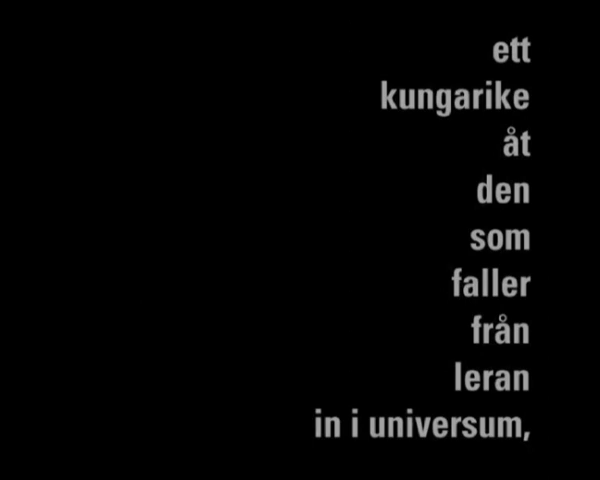 ett
kungarike
åt
den
som
faller
från
leran
in i universum,